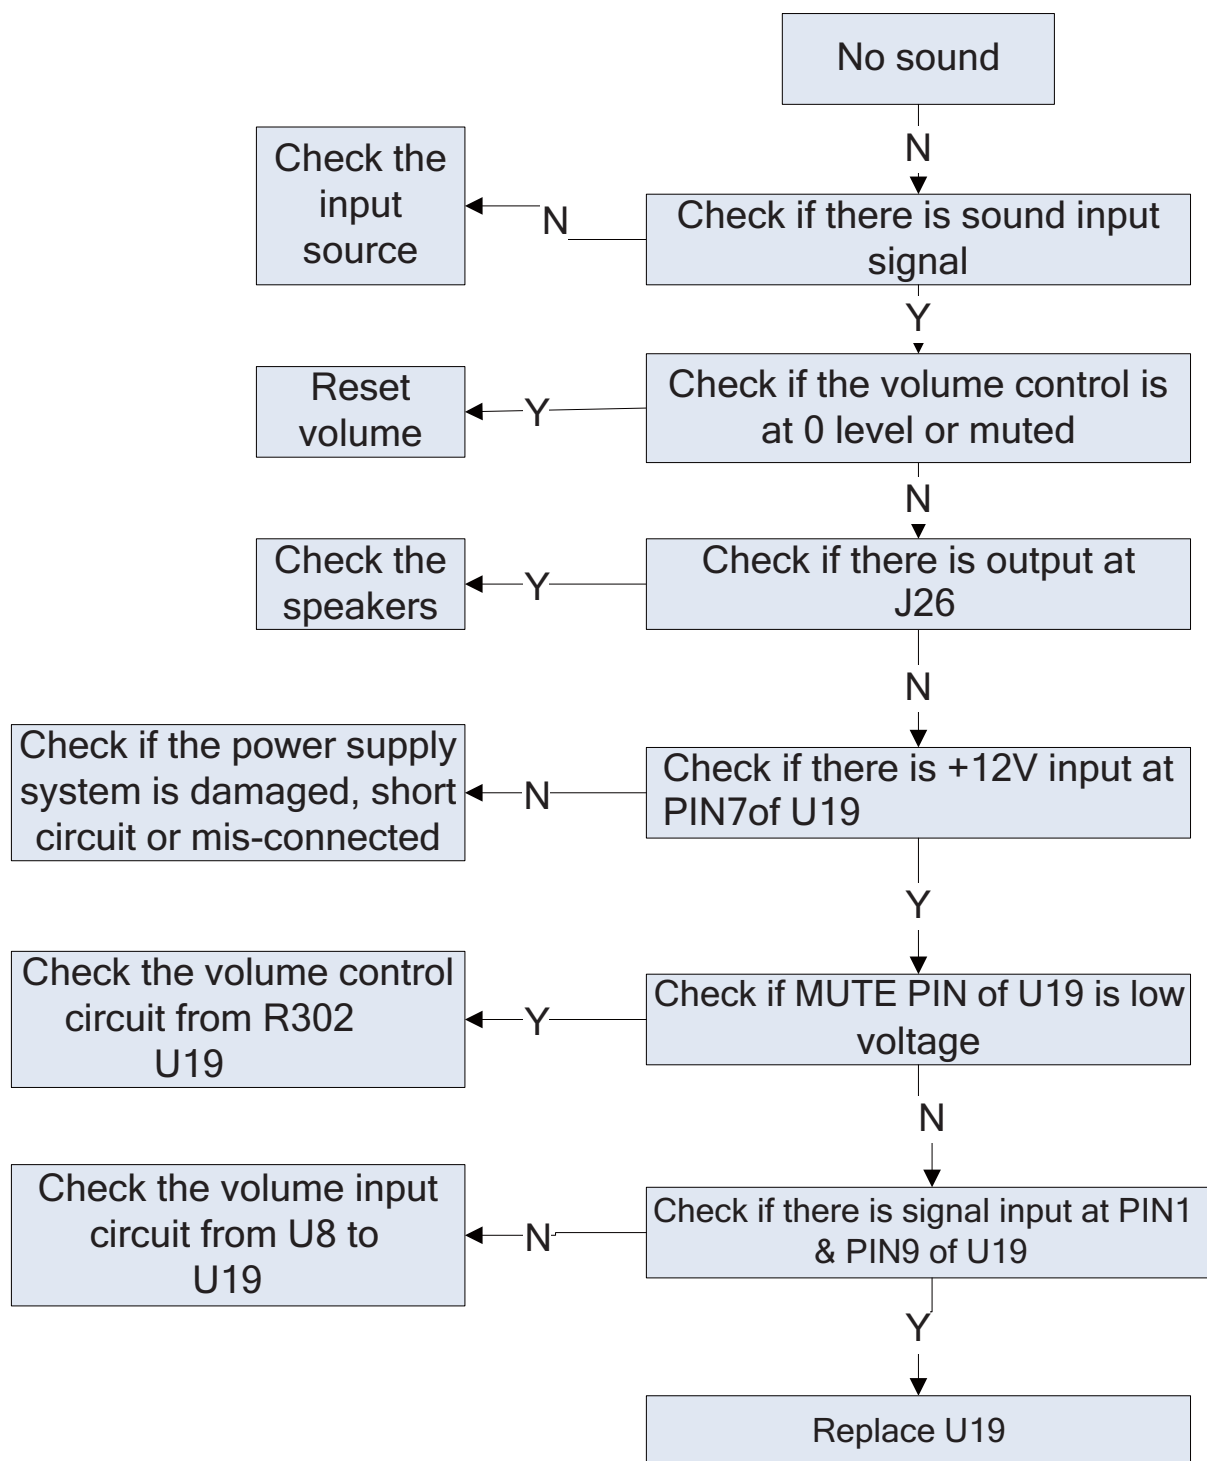 No sound
N
Check the
input
source
N
Check if there is sound input
signal
Y
Reset
volume
Y
Check if the volume control is
at 0 level or muted
N
Check the
speakers
Y
Check if there is output at
J26
N
Check if the power supply
system is damaged, short
circuit or mis-connected
N
Check if there is +12V input at
PIN7of U19
Y
Check the volume control
circuit from R302
U19
Y
Check if MUTE PIN of U19 is low
voltage
N
Check the volume input
circuit from U8 to
U19
N
Check if there is signal input at PIN1
& PIN9 of U19
Y
Replace U19